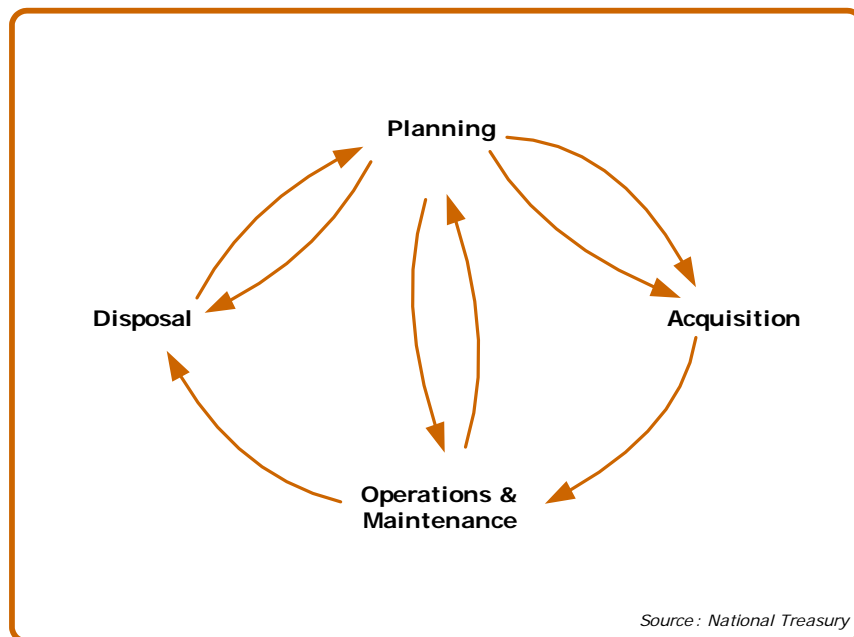 Planning
Disposal
Acquisition
Operations &
Maintenance
Source: National Treasury